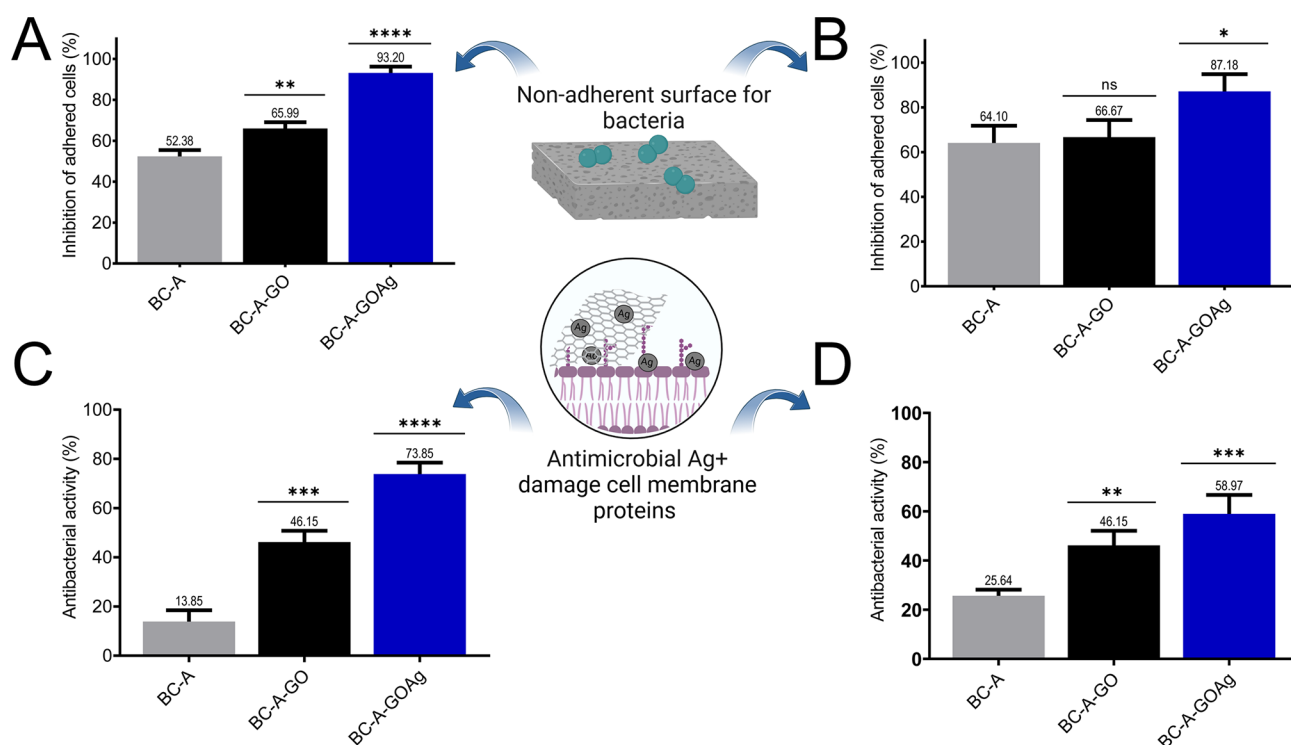 A
Inhibition of adhered cells (%)
100
80
60
40
20
0
52.38
**
65.99
****
93.20
BC-A
BC-A-GO
BC-A-GOAg
Non-adherent surface for
bacteria
B
Inhibition of adhered cells (%)
100
80
60
40
20
0
64.10
ns
66.67
*
87.18
BC-A
BC-A-GO
BC-A-GOAg
C
Antibacterial activity (%)
100
80
60
40
20
0
13.85
***
46.15
****
73.85
BC-A
BC-A-GO
BC-A-GOAg
Ag
Ag
Ag
Ag
Ag
Antimicrobial Ag+
damage cell membrane
proteins
D
Antibacterial activity (%)
100
80
60
40
20
0
25.64
**
46.15
***
58.97
BC-A
BC-A-GO
BC-A-GOAg